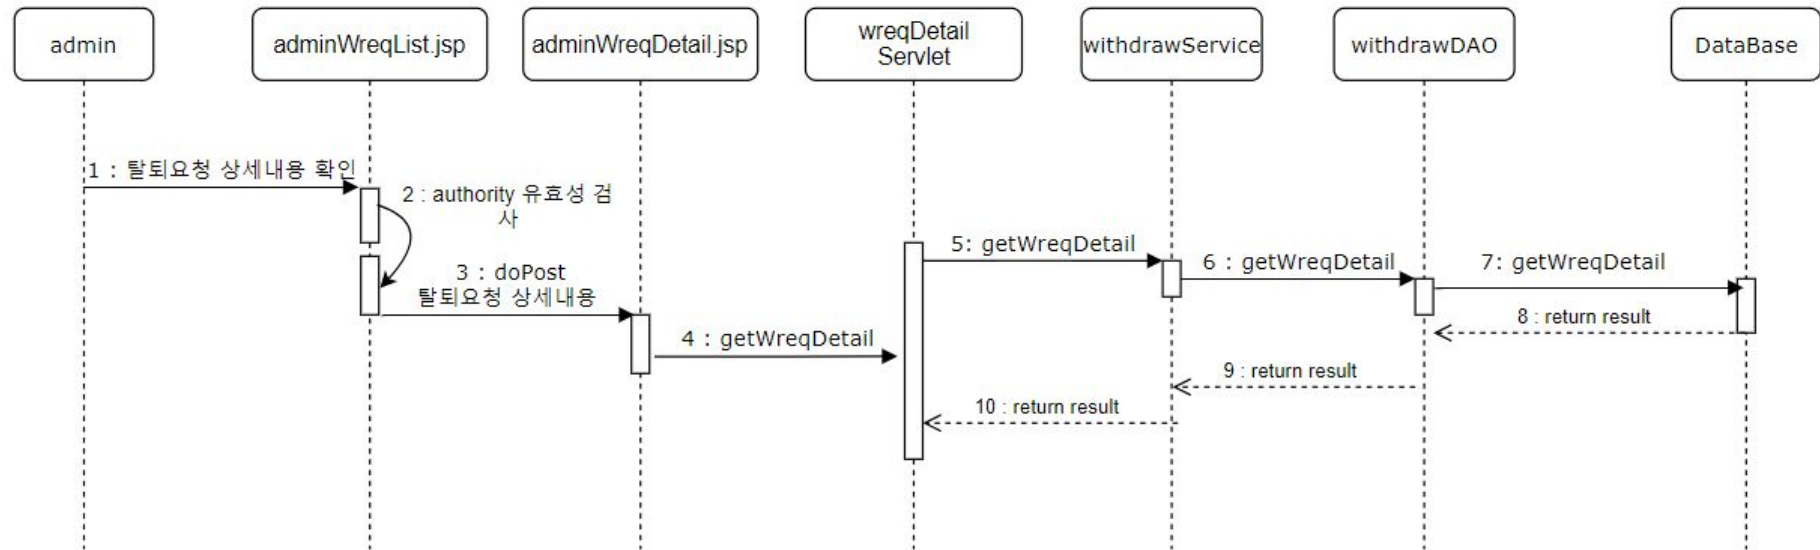 admin
adminWreqList.jsp
adminWreqDetail.jsp
wreqDetail
Servlet
withdrawService
withdrawDAO
DataBase
1 : 탈퇴요청 상세내용 확인
2 : authority 유효성 검
사
3 : doPost
탈퇴요청 상세내용
4 : getWreqDetail
5: getWreqDetail
6 : getWreqDetail
7: getWreqDetail
8 : return result
9 : return result
10 : return result